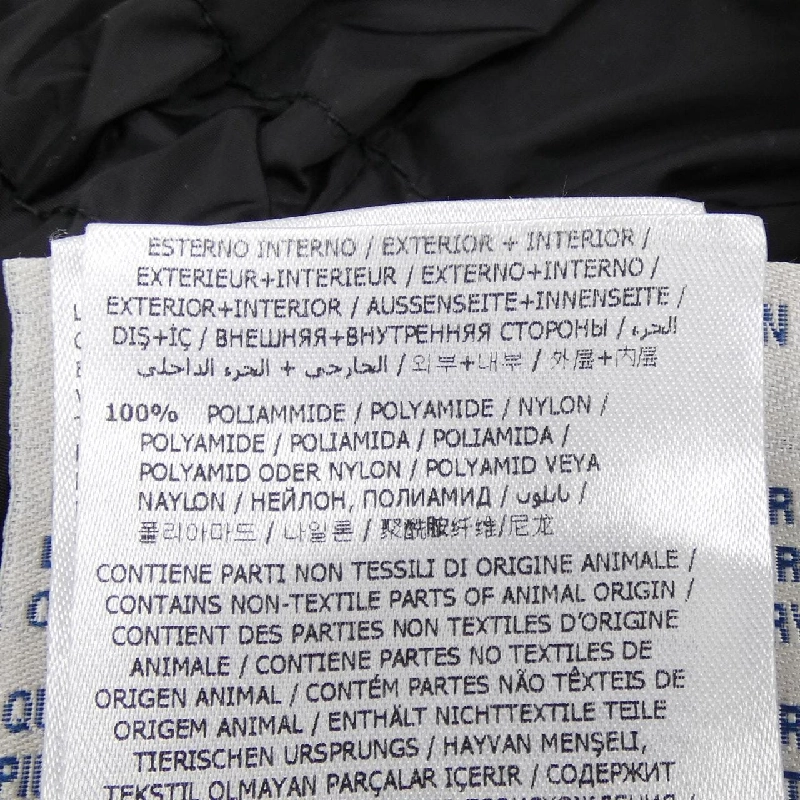 ESTERNO INTERNO / EXTERIOR + INTERIOR /
EXTERIEUR+INTERIEUR / EXTERNO+INTERNO /
EXTERIOR+INTERIOR / AUSSENSEITE+INNENSEITE /
DIŞ+İÇ / ВНЕШНЯЯ+ВНУТРЕННЯЯ СТОРОНЫ / الجزء
الخارجي + الجزء الداخلي / 외부+내부 / 外层+内层
100% POLIAMMIDE / POLYAMIDE / NYLON /
POLYAMIDE / POLIAMIDA / POLIAMIDA /
POLYAMID ODER NYLON / POLYAMID VEYA
NAYLON / НЕЙЛОН, ПОЛИАМИД / نايلون /
폴리아마드 / 나일론 / 聚酰胺纤维/尼龙
CONTIENE PARTI NON TESSILI DI ORIGINE ANIMALE /
CONTAINS NON-TEXTILE PARTS OF ANIMAL ORIGIN /
CONTIENT DES PARTIES NON TEXTILES D'ORIGINE
ANIMALE / CONTIENE PARTES NO TEXTILES DE
ORIGEN ANIMAL / CONTÉM PARTES NÃO TÊXTEIS DE
ORIGEM ANIMAL / ENTHÄLT NICHTTEXTILE TEILE
TIERISCHEN URSPRUNGS / HAYVAN MENŞELİ,
TEKSTIL OLMAYAN PARÇALAR İÇERİR / СОДЕРЖИТ